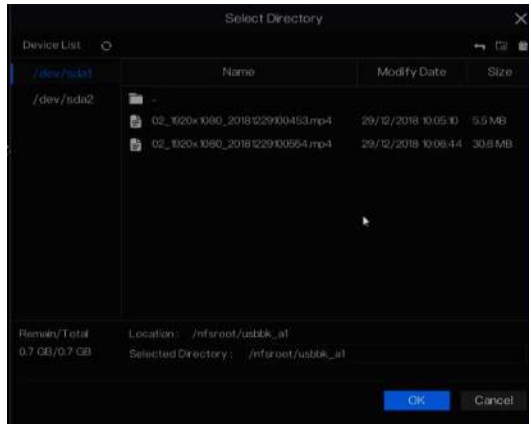 Select Directory
Device List
/dev/sda1
/dev/sda2
Name Modify Date Size
..
02_1920x1080_20181229100453.mp4 29/12/2018 10:05:10 5.5 MB
02_1920x1080_20181229100554.mp4 29/12/2018 10:06:44 30.6 MB
Remain/Total
0.7 GB/0.7 GB
Location : /nfsroot/usbbk_a1
Selected Directory : /nfsroot/usbbk_a1
OK Cancel